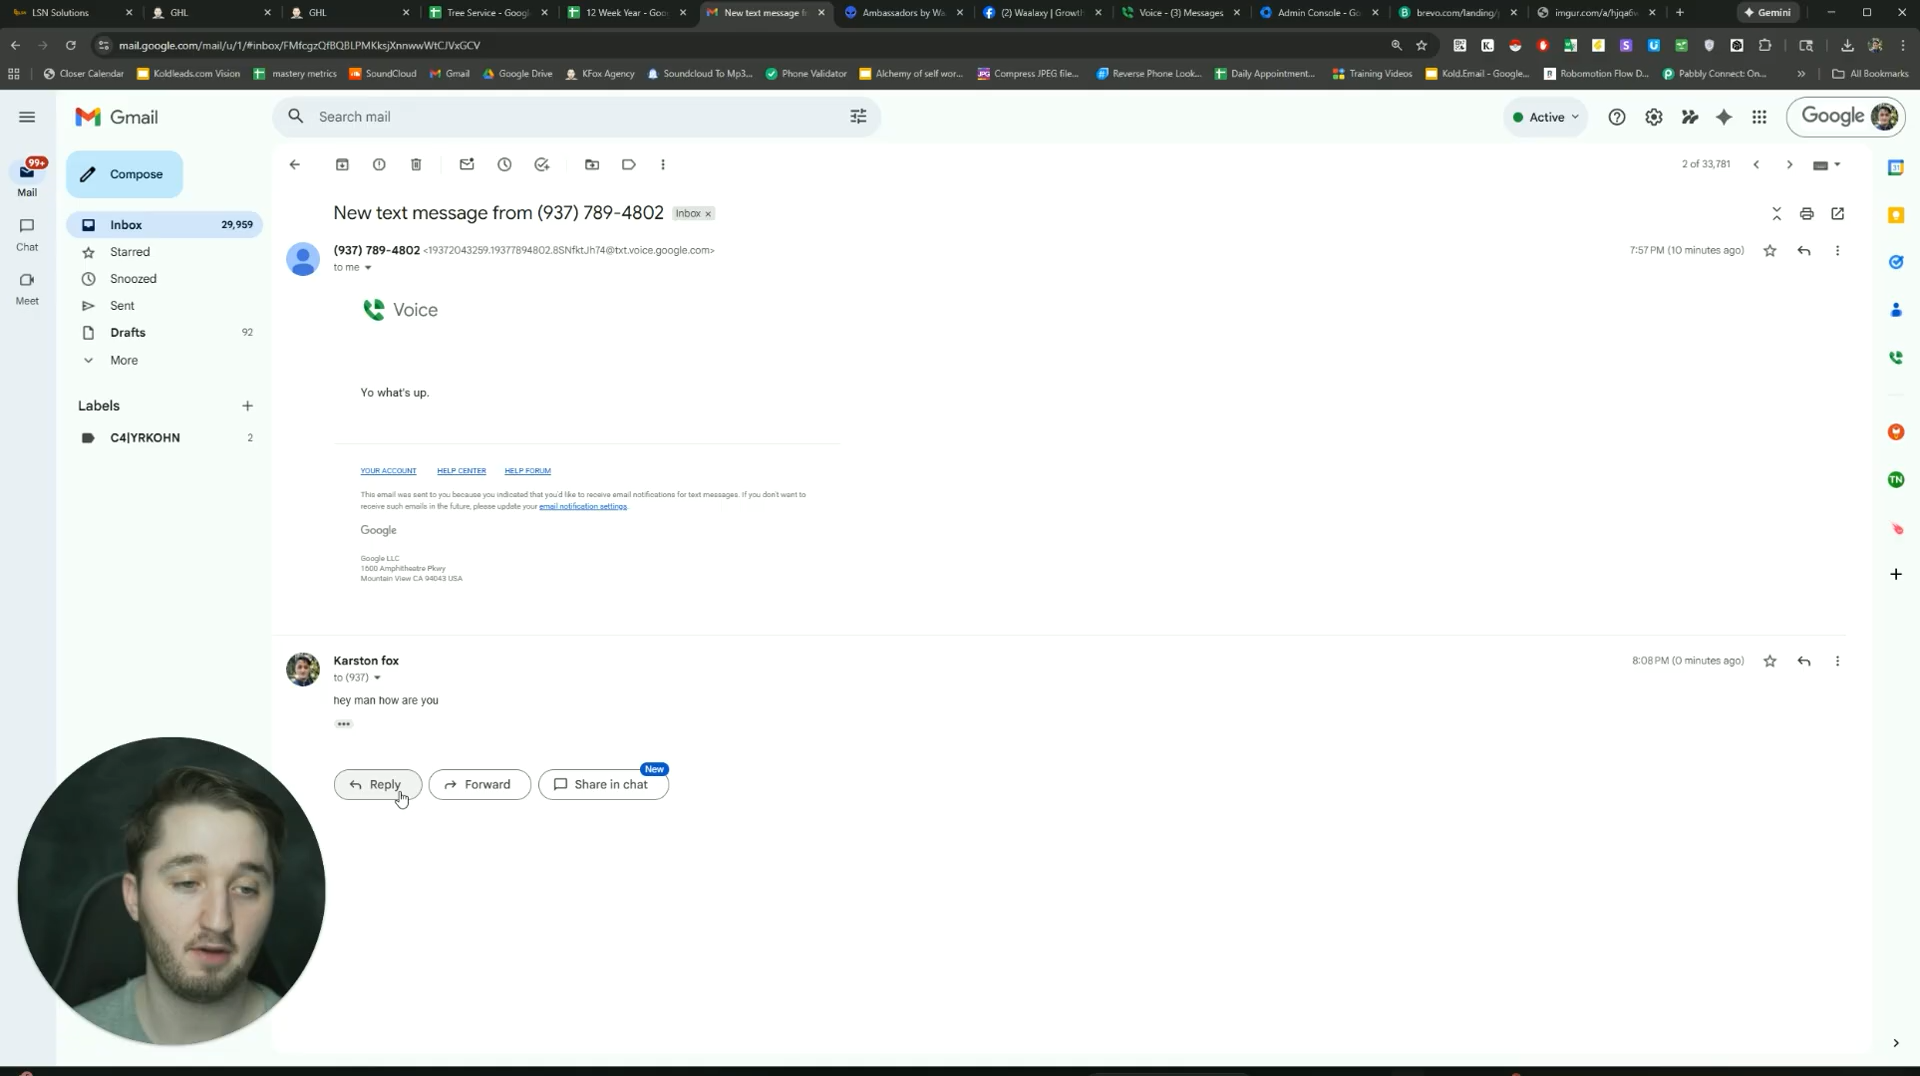 LSN Solutions
GHL
GHL
Tree Service - Googl
12 Week Year - Goo
New text message fr
Ambassadors by Wa
(2) Waalaxy | Growth
Voice - (3) Messages
Admin Console - Go
brevo.com/landing/
imgur.com/a/hjqa6w
Gemini
mail.google.com/mail/u/1/#inbox/FMfcgzQfBQBLPMKksjXnnwWtCJVxGCV
Closer Calendar
Koldleads.com Vision
mastery metrics
SoundCloud
Gmail
Google Drive
KFox Agency
Soundcloud To Mp3...
Phone Validator
Alchemy of self wor...
Compress JPEG file...
Reverse Phone Look...
Daily Appointment...
Training Videos
Kold.Email - Google...
Robomotion Flow D...
Pabbly Connect: On...
All Bookmarks
Gmail
Search mail
Active
Google
99+
Mail
Chat
Meet
Compose
Inbox 29,959
Starred
Snoozed
Sent
Drafts 92
More
Labels
C4|YRKOHN 2
2 of 33,781
New text message from (937) 789-4802 Inbox x
(937) 789-4802 <19372043259.19377894802.8SNfktJh74@txt.voice.google.com>
7:57 PM (10 minutes ago)
to me
Voice
Yo what's up.
YOUR ACCOUNT HELP CENTER HELP FORUM
This email was sent to you because you indicated that you'd like to receive email notifications for text messages. If you don't want to
receive such emails in the future, please update your email notification settings.
Google
Google LLC
1600 Amphitheatre Pkwy
Mountain View CA 94043 USA
Karston fox
8:08 PM (0 minutes ago)
to (937)
hey man how are you
New
Reply
Forward
Share in chat
TN